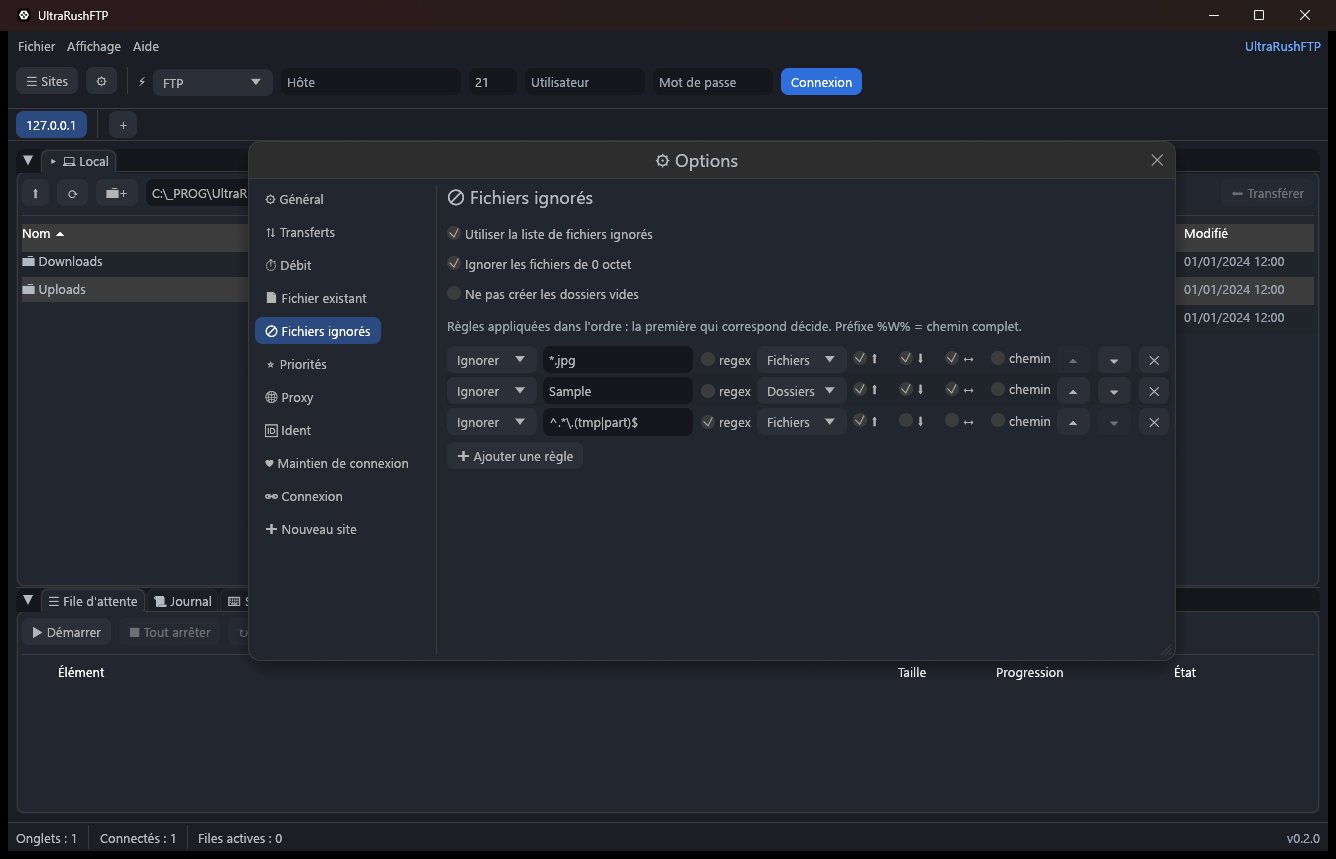 UltraRushFTP
Fichier Affichage Aide UltraRushFTP
Sites FTP Hôte 21 Utilisateur Mot de passe Connexion
127.0.0.1 +
Local
Options
C:\_PROG\UltraR
Transférer
Nom
Modifié
Downloads
01/01/2024 12:00
Uploads
01/01/2024 12:00
01/01/2024 12:00
Général
Transferts
Débit
Fichier existant
Fichiers ignorés
Priorités
Proxy
Ident
Maintien de connexion
Connexion
Nouveau site
Fichiers ignorés
Utiliser la liste de fichiers ignorés
Ignorer les fichiers de 0 octet
Ne pas créer les dossiers vides
Règles appliquées dans l'ordre : la première qui correspond décide. Préfixe %W% = chemin complet.
Ignorer *.jpg regex Fichiers chemin
Ignorer Sample regex Dossiers chemin
Ignorer ^.*\.(tmp|part)$ regex Fichiers chemin
Ajouter une règle
File d'attente Journal S
Démarrer Tout arrêter
Élément Taille Progression État
Onglets : 1 Connectés : 1 Files actives : 0 v0.2.0